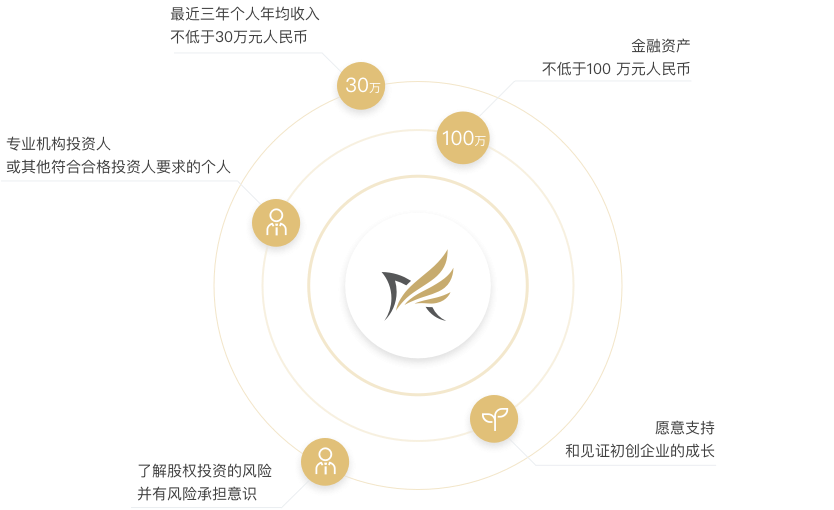 最近三年个人年均收入
不低于30万元人民币
30万
金融资产
不低于100 万元人民币
100万
专业机构投资人
或其他符合合格投资人要求的个人
愿意支持
和见证初创企业的成长
了解股权投资的风险
并有风险承担意识